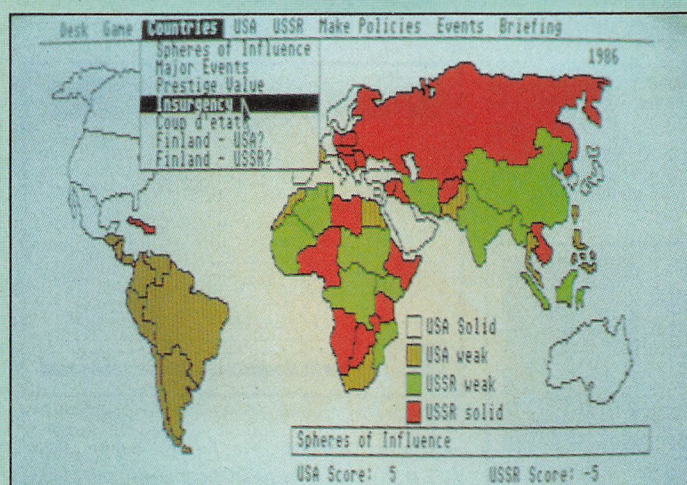 Desk Game Countries USA USSR Make Policies Events Briefing
Spheres of Influence
Major Events
Prestige Value
Insurgency
Coup d'etat
Finland - USA?
Finland - USSR?
1986
USA Solid
USA weak
USSR weak
USSR solid
Spheres of Influence
USA Score: 5 USSR Score: -5